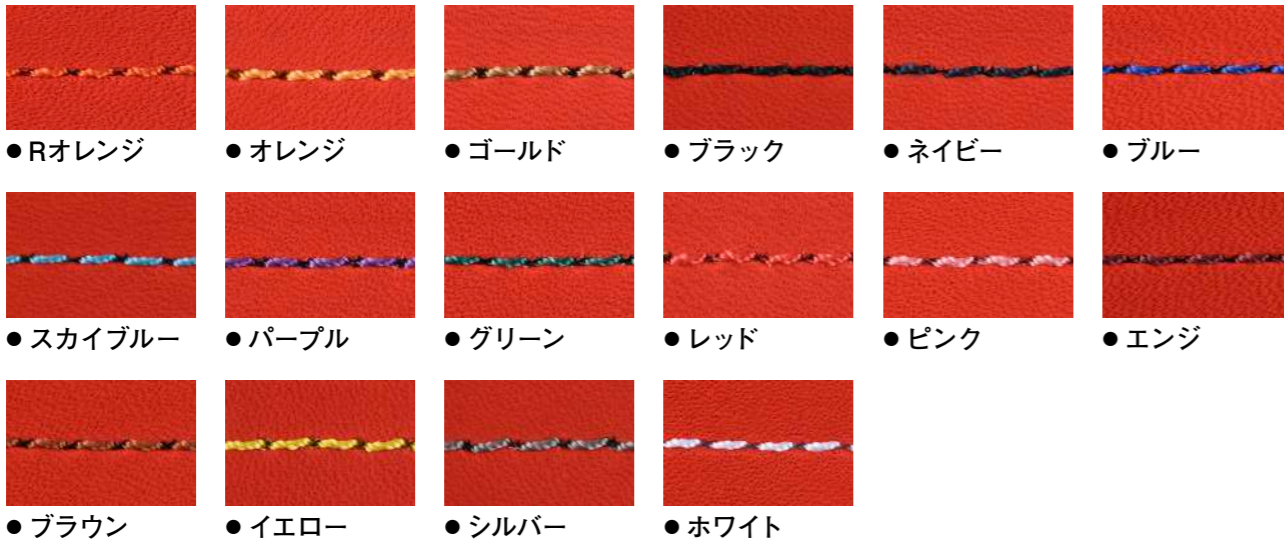 ● Rオレンジ ● オレンジ ● ゴールド ● ブラック ● ネイビー ● ブルー
● スカイブルー ● パープル ● グリーン ● レッド ● ピンク ● エンジ
● ブラウン ● イエロー ● シルバー ● ホワイト